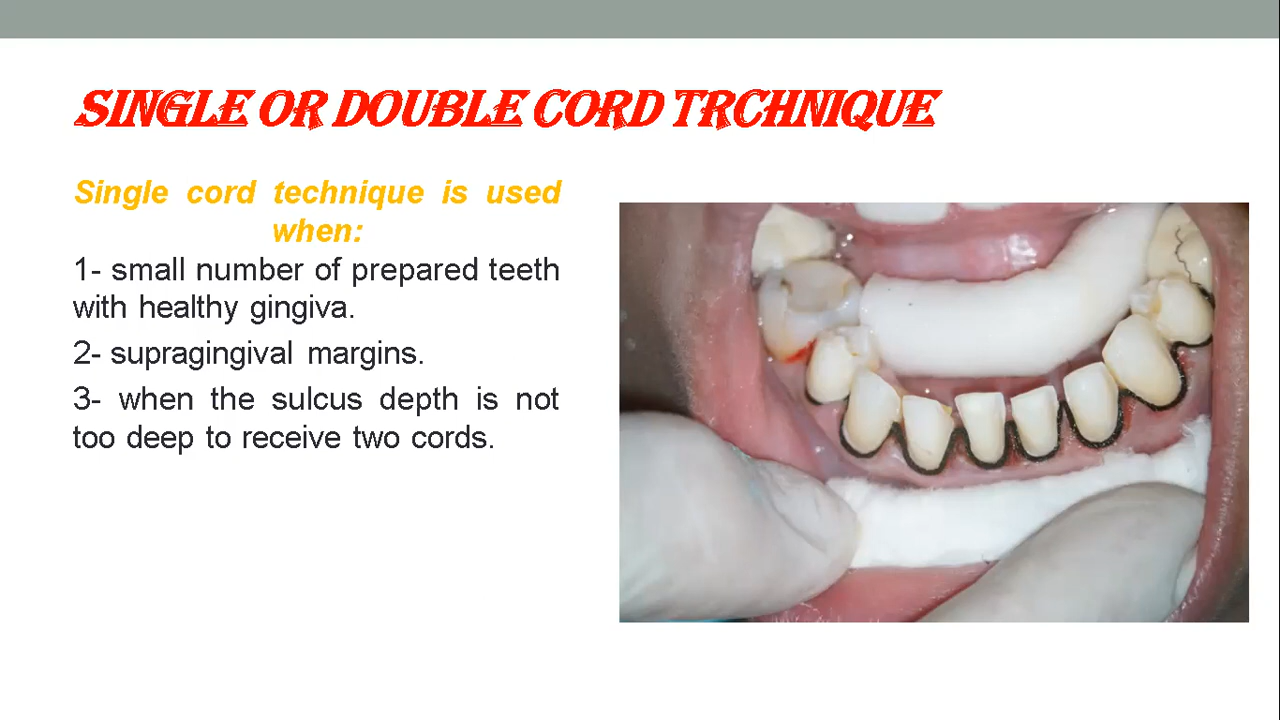 SINGLE OR DOUBLE CORD TRCHNIQUE
Single cord technique is used
when:
1- small number of prepared teeth
with healthy gingiva.
2- supragingival margins.
3- when the sulcus depth is not
too deep to receive two cords.